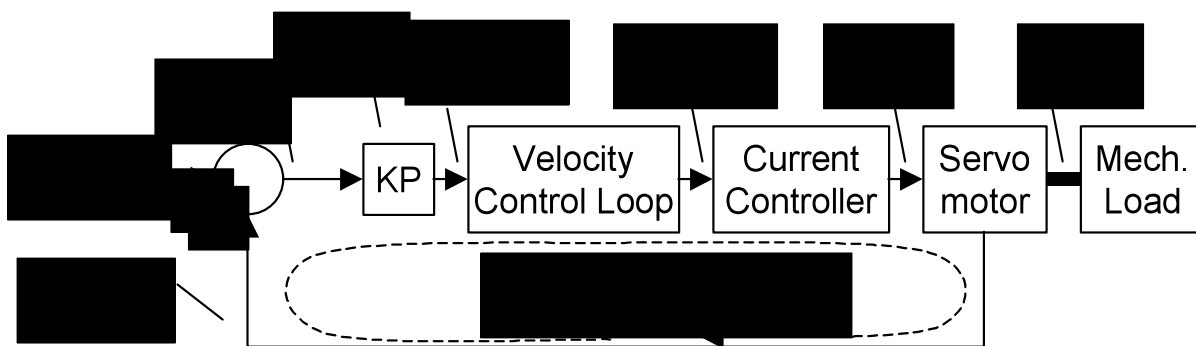 KP
Velocity
Control Loop
Current
Controller
Servo
motor
Mech.
Load